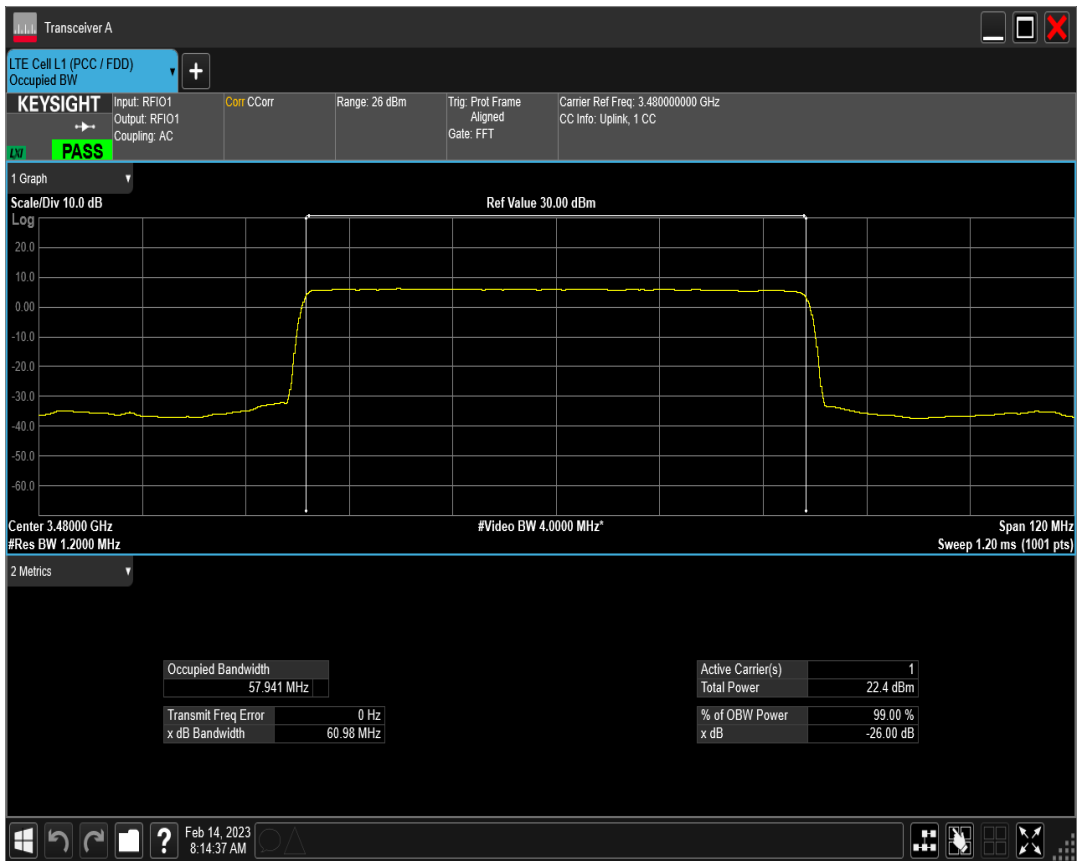 Transceiver A
LTE Cell L1 (PCC / FDD)
Occupied BW
KEYSIGHT
LXI
PASS
Input: RFIO1
Output: RFIO1
Coupling: AC
Corr CCorr
Range: 26 dBm
Trig: Prot Frame
Aligned
Gate: FFT
Carrier Ref Freq: 3.480000000 GHz
CC Info: Uplink, 1 CC
1 Graph
Scale/Div 10.0 dB
Ref Value 30.00 dBm
Log
20.0
10.0
0.00
-10.0
-20.0
-30.0
-40.0
-50.0
-60.0
Center 3.48000 GHz
#Video BW 4.0000 MHz*
Span 120 MHz
#Res BW 1.2000 MHz
Sweep 1.20 ms (1001 pts)
2 Metrics
Occupied Bandwidth
57.941 MHz
Transmit Freq Error 0 Hz
x dB Bandwidth 60.98 MHz
Active Carrier(s) 1
Total Power 22.4 dBm
% of OBW Power 99.00 %
x dB -26.00 dB
?
Feb 14, 2023
8:14:37 AM